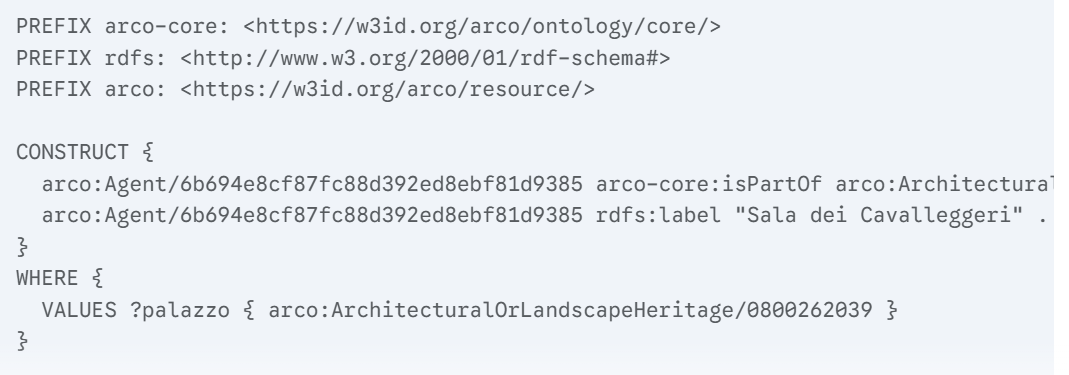 PREFIX arco-core: <https://w3id.org/arco/ontology/core/>
PREFIX rdfs: <http://www.w3.org/2000/01/rdf-schema#>
PREFIX arco: <https://w3id.org/arco/resource/>
CONSTRUCT {
arco:Agent/6b694e8cf87fc88d392ed8ebf81d9385 arco-core:isPartOf arco:Architectural
arco:Agent/6b694e8cf87fc88d392ed8ebf81d9385 rdfs:label "Sala dei Cavalleggeri" .
}
WHERE {
VALUES ?palazzo { arco:ArchitecturalOrLandscapeHeritage/0800262039 }
}